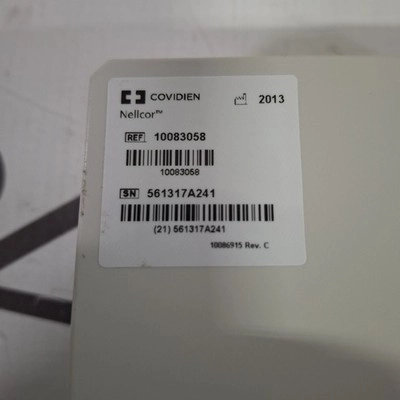 COVIDIEN 2013
Nellcor™
REF 10083058
10083058
SN 561317A241
(21) 561317A241
10086915 Rev. C